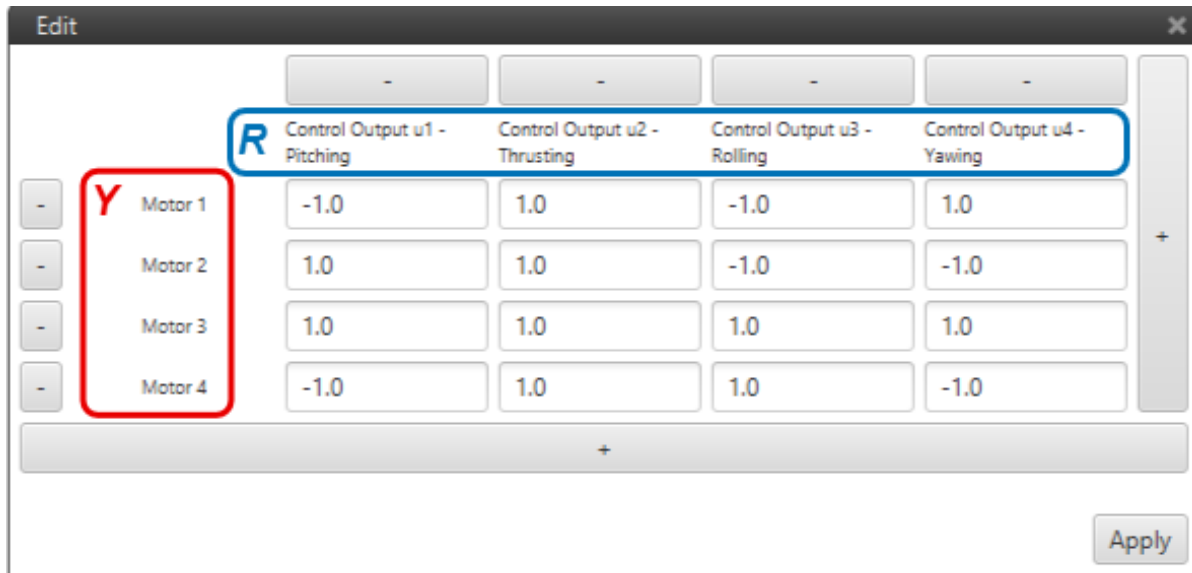 Edit ×
- - - -
R Control Output u1 - Control Output u2 - Control Output u3 - Control Output u4 -
Pitching Thrusting Rolling Yawing
- Y Motor 1 -1.0 1.0 -1.0 1.0
+
- Motor 2 1.0 1.0 -1.0 -1.0
- Motor 3 1.0 1.0 1.0 1.0
- Motor 4 -1.0 1.0 1.0 -1.0
+
Apply